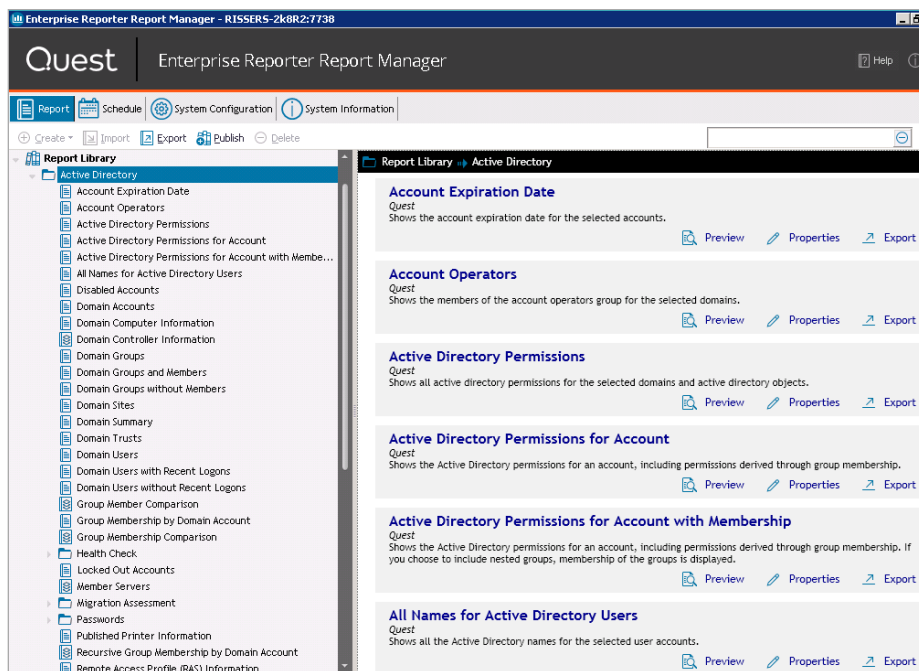 Enterprise Reporter Report Manager - RISSERS-2k8R2:7738
Quest
Enterprise Reporter Report Manager
Help
Report
Schedule
System Configuration
System Information
Create
Import
Export
Publish
Delete
Report Library
Active Directory
Account Expiration Date
Account Operators
Active Directory Permissions
Active Directory Permissions for Account
Active Directory Permissions for Account with Membe...
All Names for Active Directory Users
Disabled Accounts
Domain Accounts
Domain Computer Information
Domain Controller Information
Domain Groups
Domain Groups and Members
Domain Groups without Members
Domain Sites
Domain Summary
Domain Trusts
Domain Users
Domain Users with Recent Logons
Domain Users without Recent Logons
Group Member Comparison
Group Membership by Domain Account
Group Membership Comparison
Health Check
Locked Out Accounts
Member Servers
Migration Assessment
Passwords
Published Printer Information
Recursive Group Membership by Domain Account
Remote Access Profile (RAS) Information
Report Library Active Directory
Account Expiration Date
Quest
Shows the account expiration date for the selected accounts.
Preview Properties Export
Account Operators
Quest
Shows the members of the account operators group for the selected domains.
Preview Properties Export
Active Directory Permissions
Quest
Shows all active directory permissions for the selected domains and active directory objects.
Preview Properties Export
Active Directory Permissions for Account
Quest
Shows the Active Directory permissions for an account, including permissions derived through group membership.
Preview Properties Export
Active Directory Permissions for Account with Membership
Quest
Shows the Active Directory permissions for an account, including permissions derived through group membership. If
you choose to include nested groups, membership of the groups is displayed.
Preview Properties Export
All Names for Active Directory Users
Quest
Shows all the Active Directory names for the selected user accounts.
Preview Properties Export